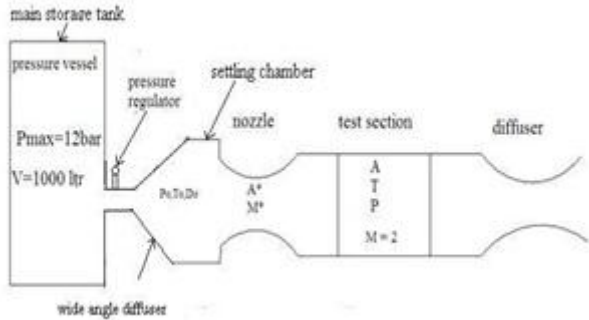 main storage tank
pressure vessel
Pmax=12bar
V=1000 ltr
pressure
regulator
settling chamber
Po,To,Do
wide angle diffuser
nozzle
A*
M*
test section
A
T
P
M = 2
diffuser